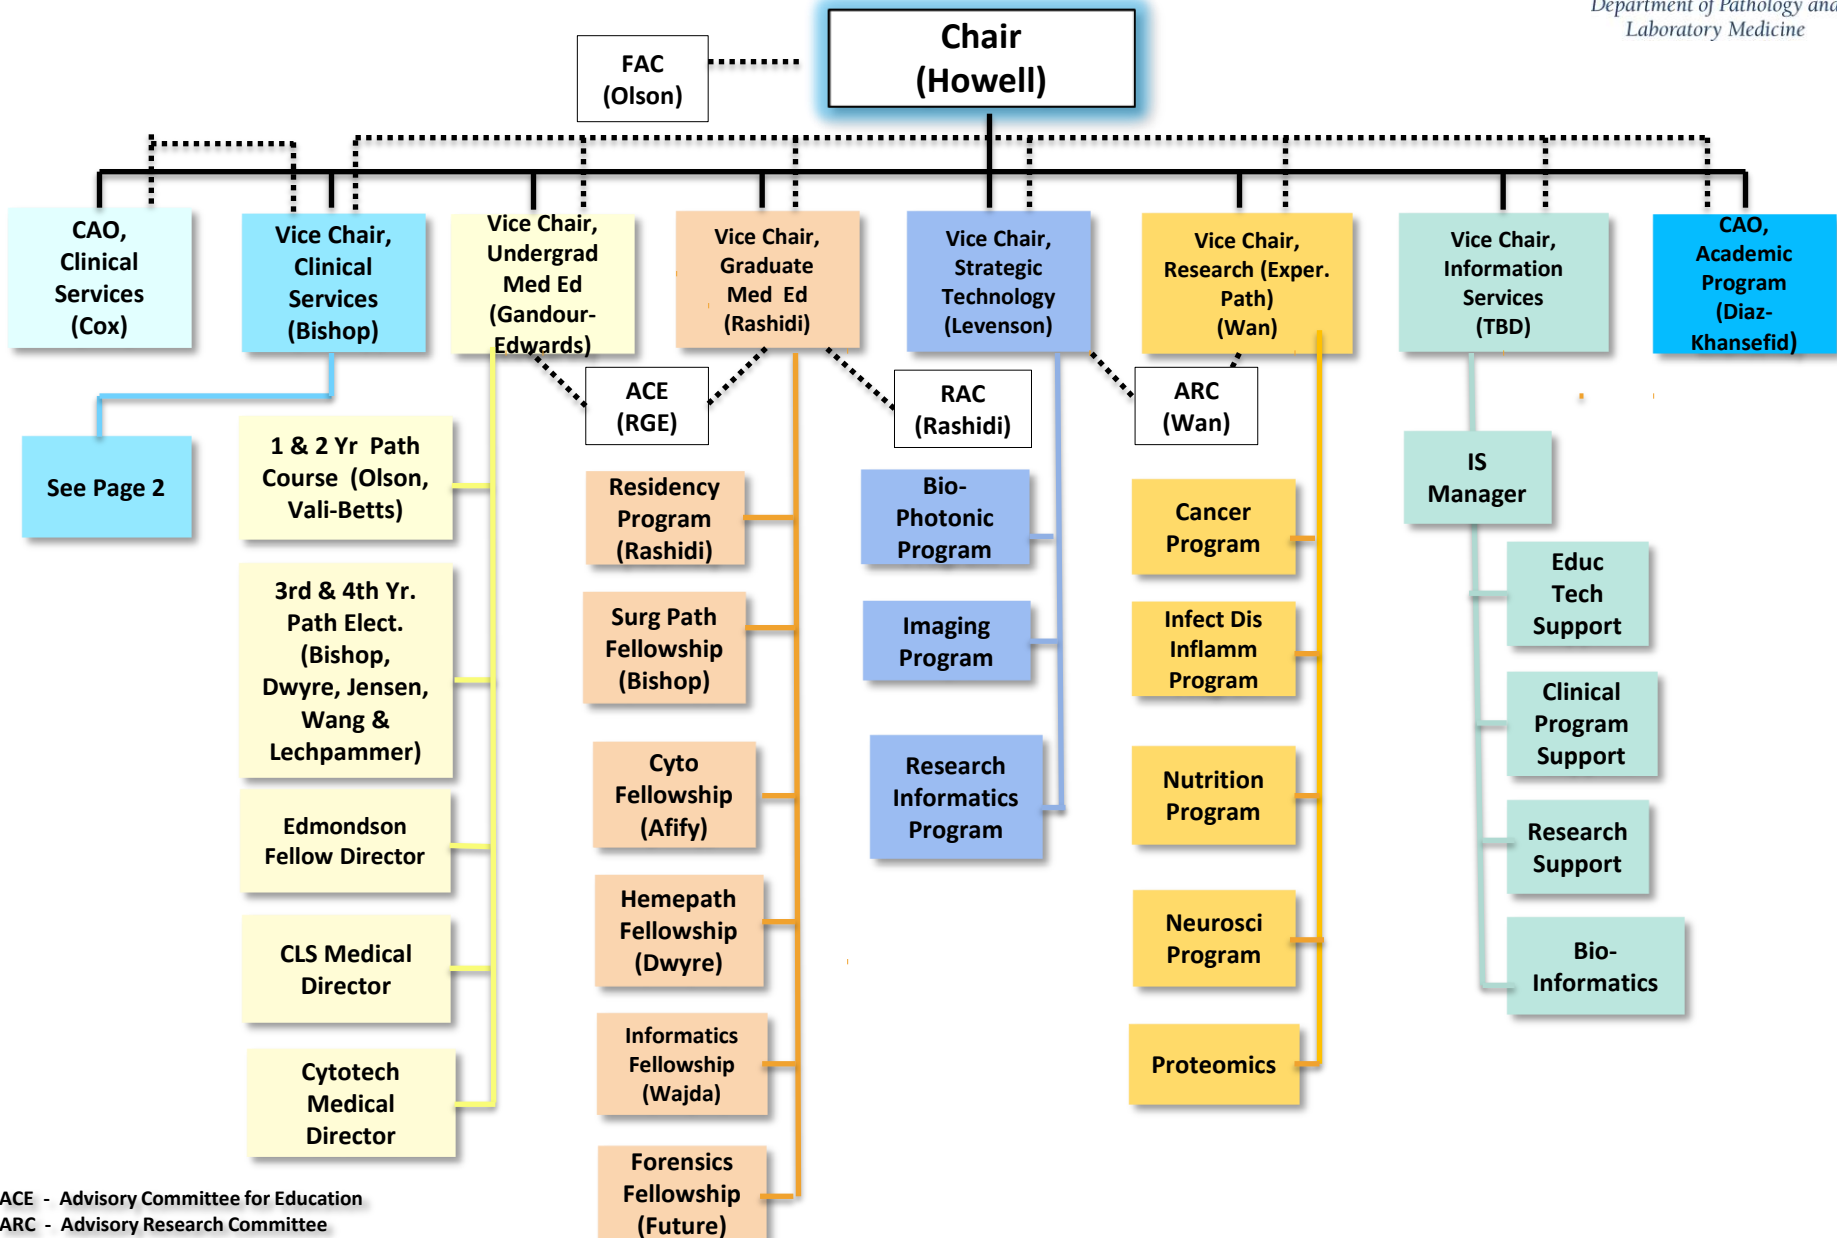 Department of Pathology and
Laboratory Medicine
Chair
(Howell)
FAC
(Olson)
CAO,
Clinical
Services
(Cox)
Vice Chair,
Clinical
Services
(Bishop)
Vice Chair,
Undergrad
Med Ed
(Gandour-
Edwards)
Vice Chair,
Graduate
Med Ed
(Rashidi)
Vice Chair,
Strategic
Technology
(Levenson)
Vice Chair,
Research (Exper.
Path)
(Wan)
Vice Chair,
Information
Services
(TBD)
CAO,
Academic
Program
(Diaz-
Khansefid)
ACE
(RGE)
RAC
(Rashidi)
ARC
(Wan)
See Page 2
1 & 2 Yr Path
Course (Olson,
Vali-Betts)
3rd & 4th Yr.
Path Elect.
(Bishop,
Dwyre, Jensen,
Wang &
Lechpammer)
Edmondson
Fellow Director
CLS Medical
Director
Cytotech
Medical
Director
Residency
Program
(Rashidi)
Surg Path
Fellowship
(Bishop)
Cyto
Fellowship
(Afify)
Hemepath
Fellowship
(Dwyre)
Informatics
Fellowship
(Wajda)
Forensics
Fellowship
(Future)
Bio-
Photonic
Program
Imaging
Program
Research
Informatics
Program
Cancer
Program
Infect Dis
Inflamm
Program
Nutrition
Program
Neurosci
Program
Proteomics
IS
Manager
Educ
Tech
Support
Clinical
Program
Support
Research
Support
Bio-
Informatics
ACE - Advisory Committee for Education
ARC - Advisory Research Committee